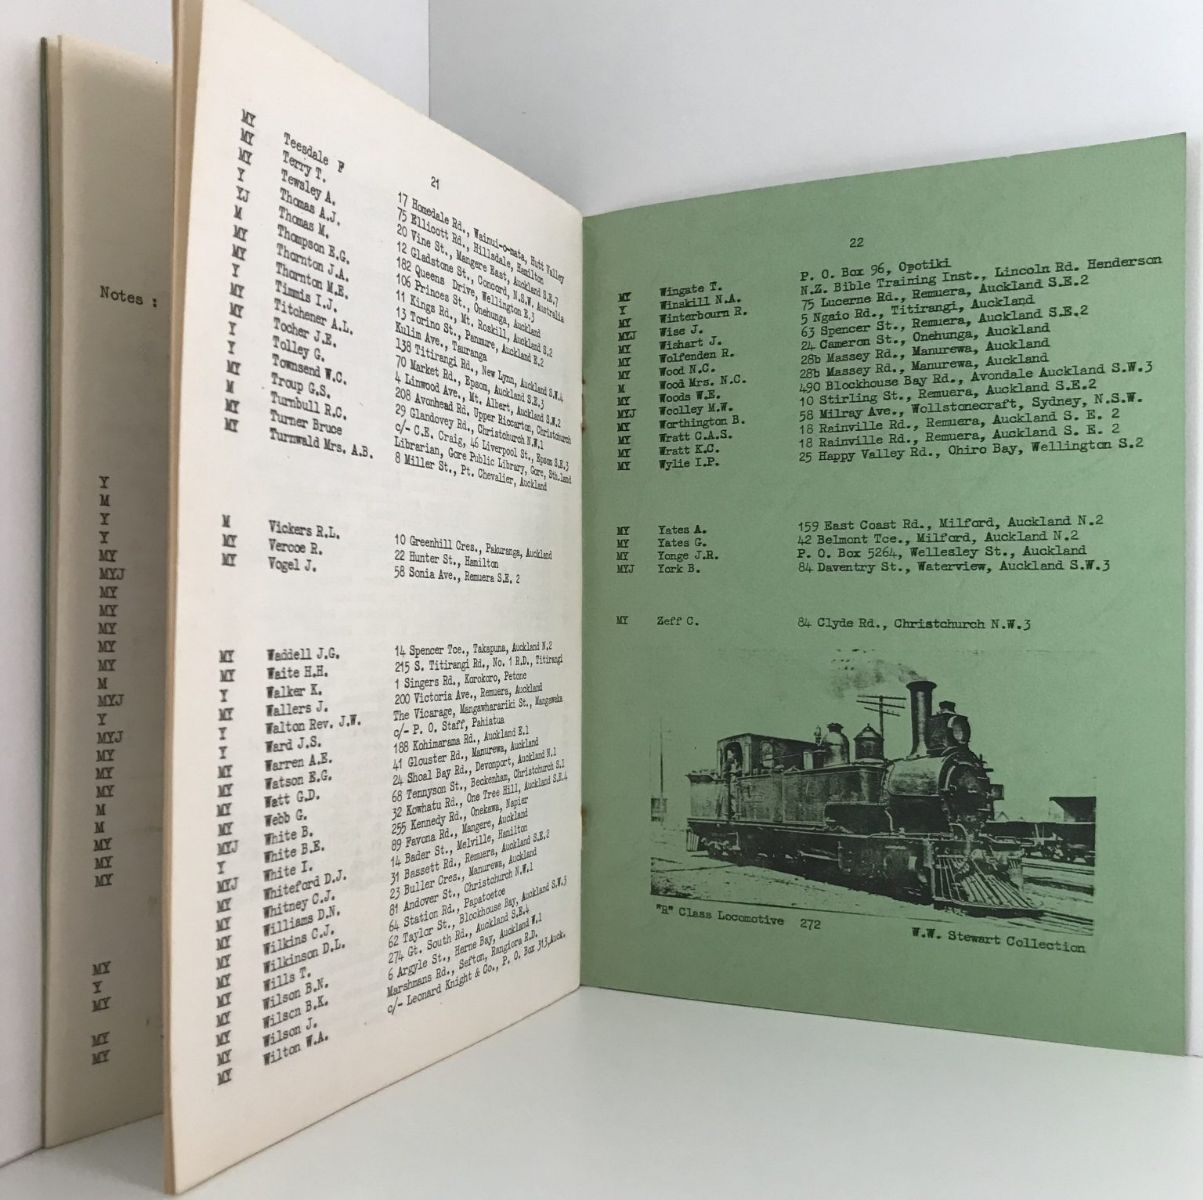 Notes :
Y
M
Y
Y
MY
MYJ
MY
MY
MY
MY
MY
M
MYJ
Y
MYJ
MY
MY
MY
M
M
MY
MY
MY
MY
Y
MY
MY
MY
21
MY Teesdale F 17 Homedale Rd., Wainui-o-mata, Hutt Valley
MY Terry T. 75 Ellicott Rd., Hillsdale, Hamilton
MY Tewsley A. 20 Vine St., Mangere East, Auckland S.E.7
Y Thomas A.J. 12 Gladstone St., Concord, N.S.W. Australia
YJ Thomas M. 182 Queens Drive, Wellington E.3
M Thompson E.G. 106 Princes St., Onehunga, Auckland
MY Thornton J.A. 11 Kings Rd., Mt. Roskill, Auckland S.2
MY Thornton M.E. 13 Torino St., Panmure, Auckland E.2
Y Timmis I.J. Kulin Ave., Tauranga
MY Titchener A.L. 138 Titirangi Rd., New Lynn, Auckland S.W.4
MY Tocher J.E. 70 Market Rd., Epsom, Auckland S.E.3
Y Tolley G. 4 Linwood Ave., Mt. Albert, Auckland S.W.2
Y Townsend W.C. 208 Avonhead Rd. Upper Riccarton, Christchurch
MY Troup G.S. 29 Glandovey Rd., Christchurch N.W.1
M Turnbull R.C. c/- C.E. Craig, 46 Liverpool St., Epsom S.E.3
MY Turner Bruce Librarian, Gore Public Library, Gore, Sth.land
MY Turnwald Mrs. A.B. 8 Miller St., Pt. Chevalier, Auckland
M Vickers R.L. 10 Greenhill Cres., Pakuranga, Auckland
MY Vercoe R. 22 Hunter St., Hamilton
MY Vogel J. 58 Sonia Ave., Remuera S.E. 2
MY Waddell J.G. 14 Spencer Tce., Takapuna, Auckland N.2
MY Waite H.H. 215 S. Titirangi Rd., No. 1 R.D., Titirangi
Y Walker K. 1 Singers Rd., Korokoro, Petone
MY Wallers J. 200 Victoria Ave., Remuera, Auckland
Y Walton Rev. J.W. The Vicarage, Mangawharariki St., Mangaweka
Y Ward J.S. c/- P. O. Staff, Pahiatua
MY Warren A.E. 188 Kohimarama Rd., Auckland E.1
MY Watson E.G. 41 Glouster Rd., Manurewa, Auckland
MY Watt G.D. 24 Shoal Bay Rd., Devonport, Auckland N.1
MY Webb G. 68 Tennyson St., Beckenham, Christchurch S.1
MYJ White B. 32 Kowhatu Rd., One Tree Hill, Auckland S.E.4
Y White B.E. 255 Kennedy Rd., Onekawa, Napier
MYJ White I. 89 Favona Rd., Mangere, Auckland
MY Whiteford D.J. 14 Bader St., Melville, Hamilton
MY Whitney C.J. 31 Bassett Rd., Remuera, Auckland S.E.2
MY Williams D.N. 23 Buller Cres., Manurewa, Auckland
MY Wilkins C.J. 81 Andover St., Christchurch N.W.1
MY Wilkinson D.L. 64 Station Rd., Papatoetoe
MY Wills T. 62 Taylor St., Blockhouse Bay, Auckland S.W.3
MY Wilson B.N. 274 Gt. South Rd., Auckland S.E.4
MY Wilson B.K. 6 Argyle St., Herne Bay, Auckland W.1
MY Wilson J. Marshmans Rd., Sefton, Rangiora R.D.
MY Wilton W.A. c/- Leonard Knight & Co., P. O. Box 313, Auck.
22
MY Wingate T. P. O. Box 96, Opotiki
Y Winskill N.A. N.Z. Bible Training Inst., Lincoln Rd. Henderson
MY Winterbourn R. 75 Lucerne Rd., Remuera, Auckland S.E.2
MYJ Wise J. 5 Ngaio Rd., Titirangi, Auckland
MY Wishart J. 63 Spencer St., Remuera, Auckland S.E.2
MY Wolfenden R. 24 Cameron St., Onehunga, Auckland
MY Wood N.C. 28b Massey Rd., Manurewa, Auckland
M Wood Mrs. N.C. 28b Massey Rd., Manurewa, Auckland
MY Woods W.E. 490 Blockhouse Bay Rd., Avondale Auckland S.W.3
MYJ Woolley M.W. 10 Stirling St., Remuera, Auckland S.E.2
MY Worthington B. 58 Milray Ave., Wollstonecraft, Sydney, N.S.W.
MY Wratt C.A.S. 18 Rainville Rd., Remuera, Auckland S. E. 2
MY Wratt K.C. 18 Rainville Rd., Remuera, Auckland S. E. 2
MY Wylie I.P. 25 Happy Valley Rd., Ohiro Bay, Wellington S.2
MY Yates A. 159 East Coast Rd., Milford, Auckland N.2
MY Yates G. 42 Belmont Tce., Milford, Auckland N.2
MY Yonge J.R. P. O. Box 5264, Wellesley St., Auckland
MYJ York B. 84 Daventry St., Waterview, Auckland S.W.3
MY Zeff C. 84 Clyde Rd., Christchurch N.W.3
"R" Class Locomotive 272
W.W. Stewart Collection